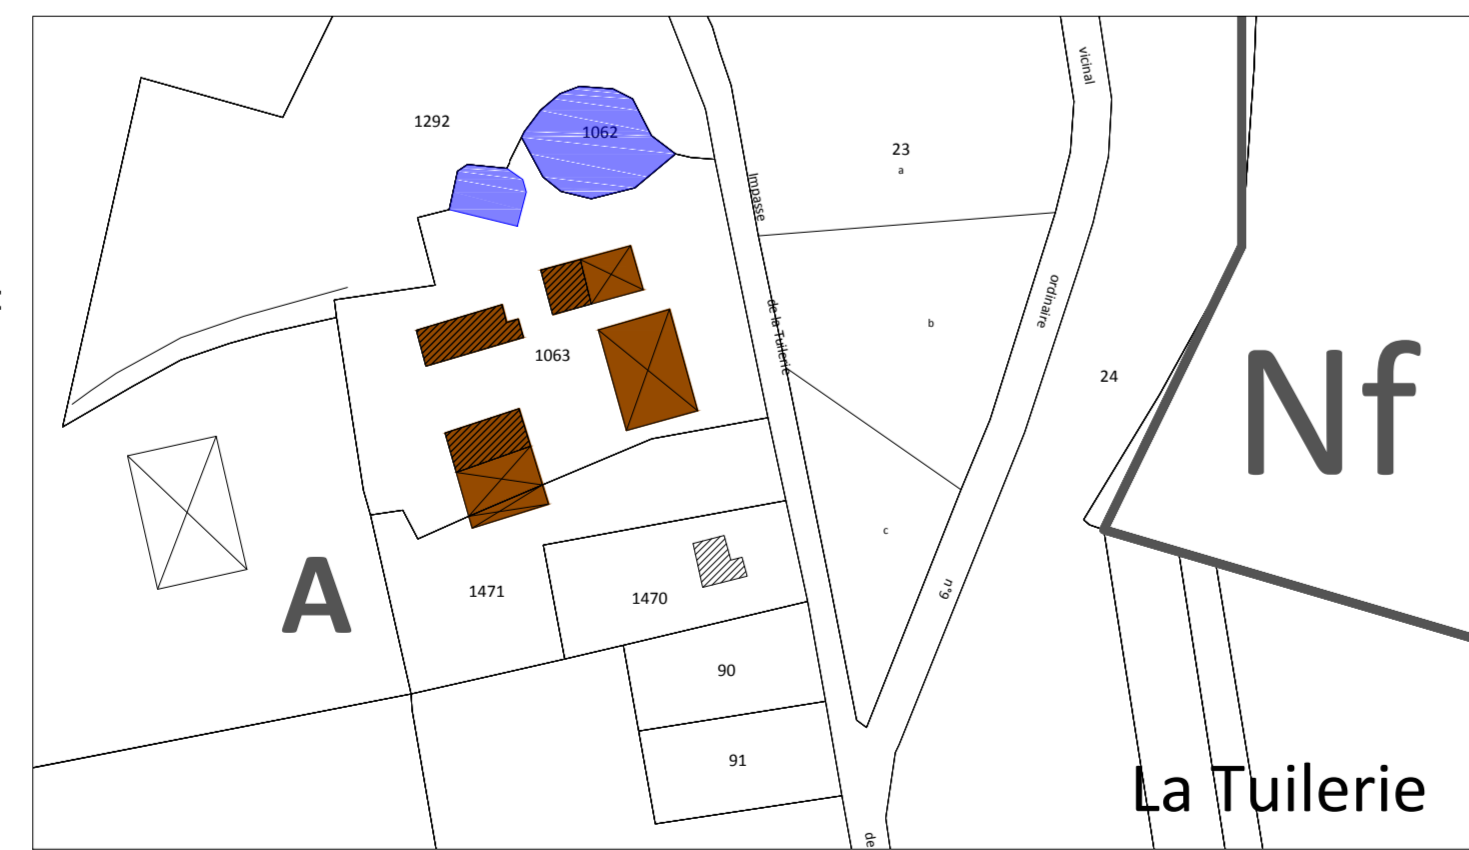 vicinal
1292
1062
23
a
Impasse
ordinaire
de la Tuilerie
b
1063
24
Nf
c
A
1471
1470
n°9
90
91
La Tuilerie
de